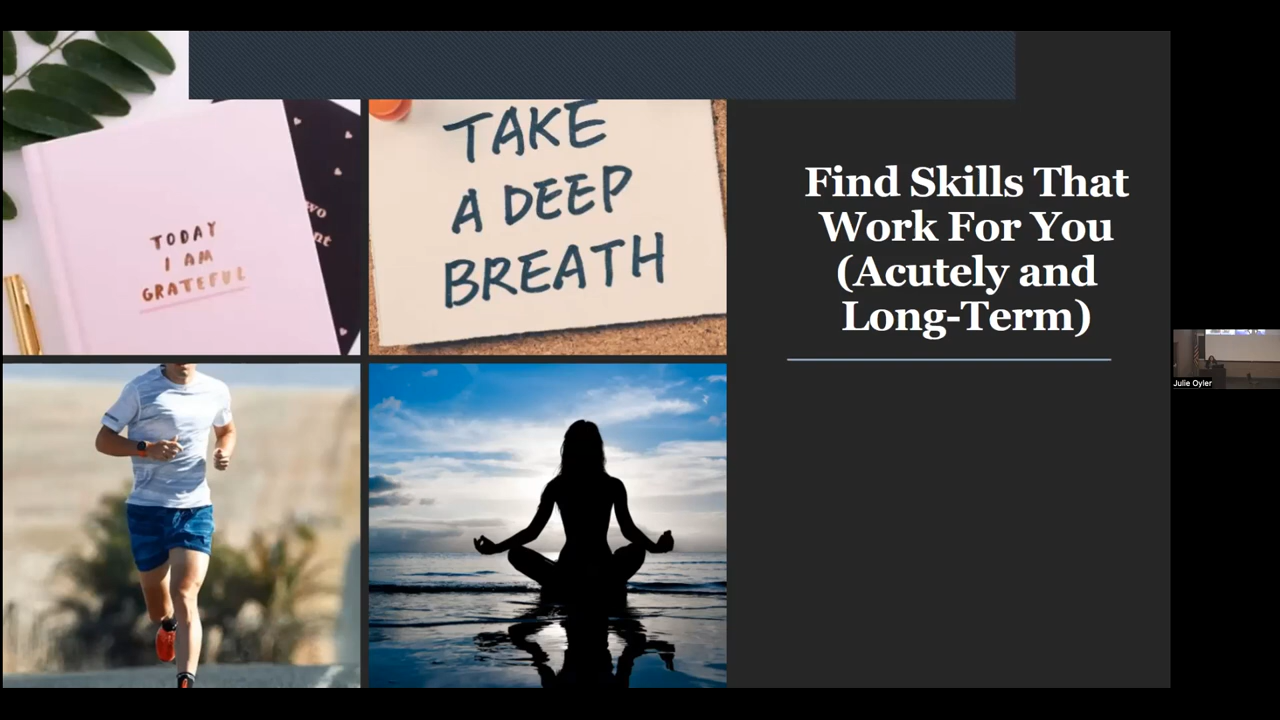 TODAY
I AM
GRATEFUL
TAKE
A DEEP
BREATH
Find Skills That
Work For You
(Acutely and
Long-Term)
Julie Oyler